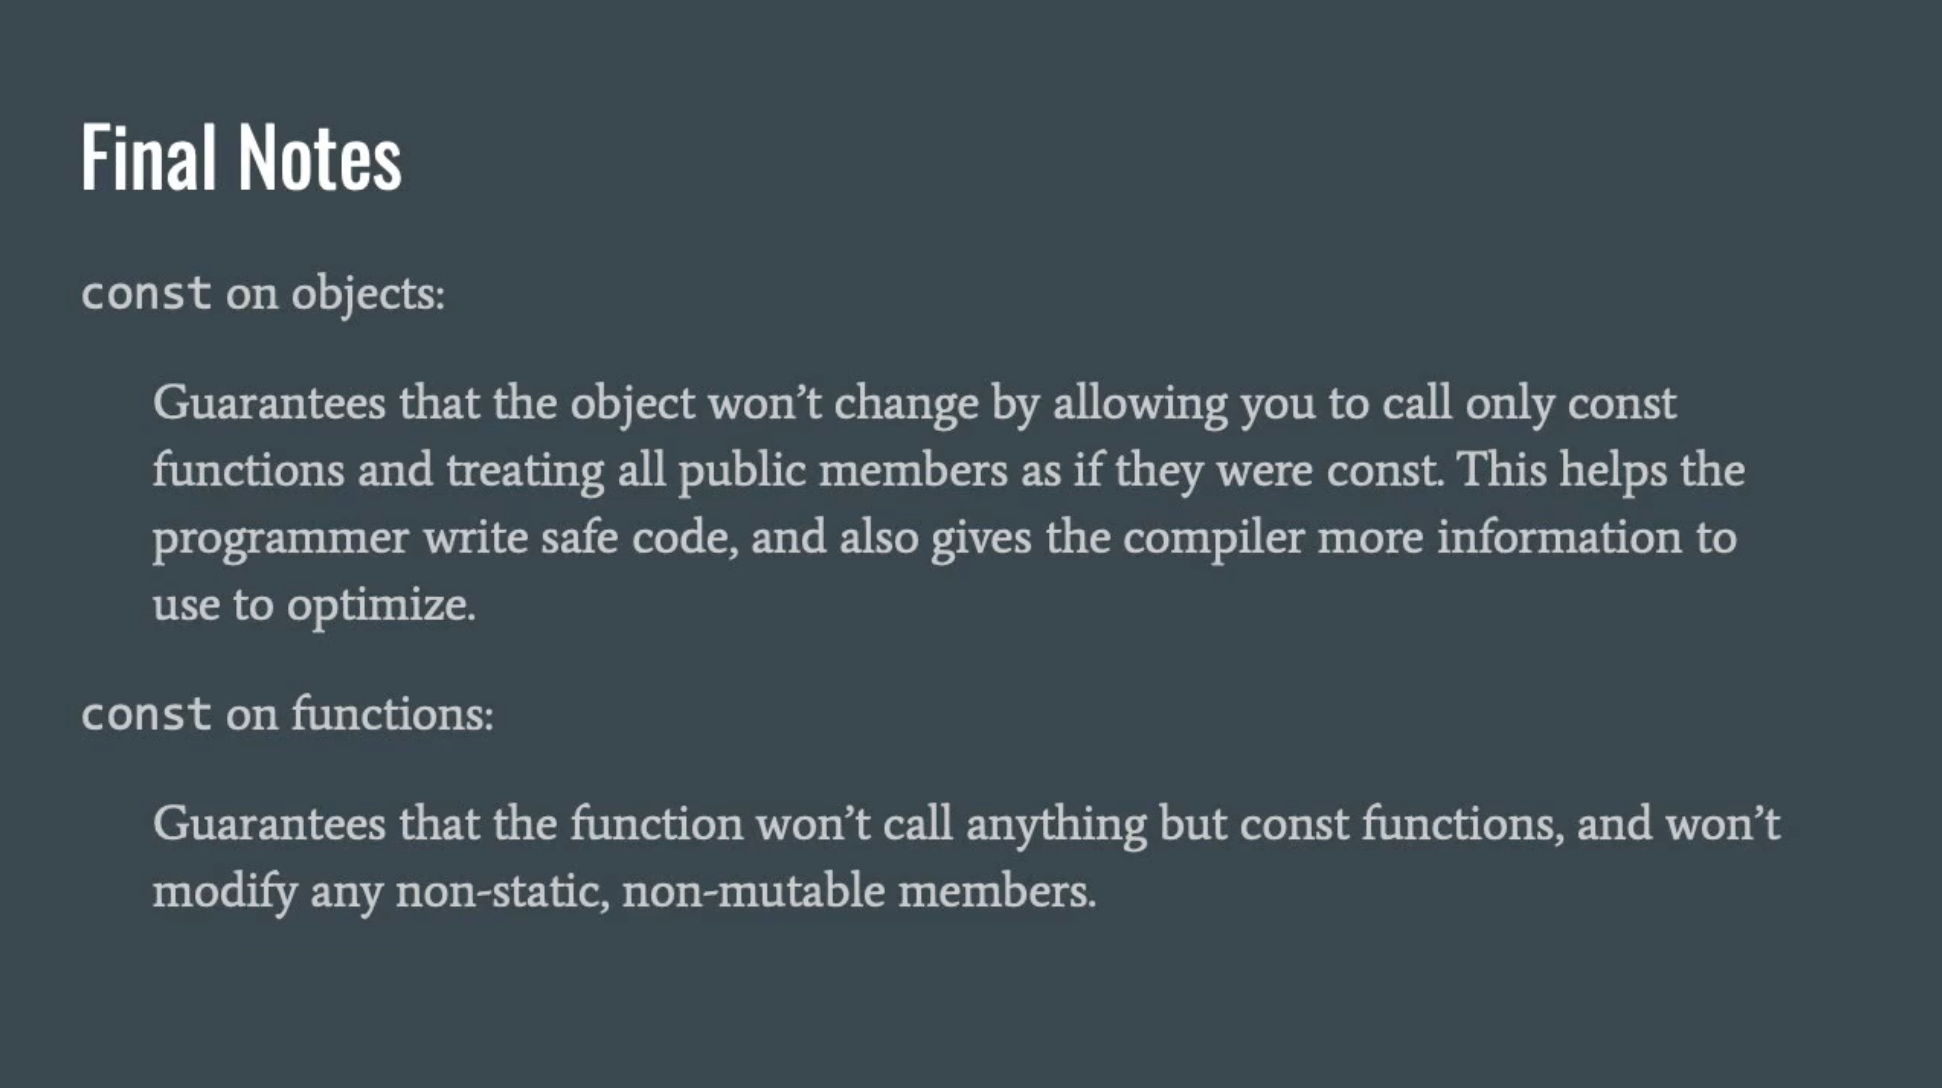 Final Notes
const on objects:
Guarantees that the object won’t change by allowing you to call only const
functions and treating all public members as if they were const. This helps the
programmer write safe code, and also gives the compiler more information to
use to optimize.
const on functions:
Guarantees that the function won’t call anything but const functions, and won’t
modify any non-static, non-mutable members.